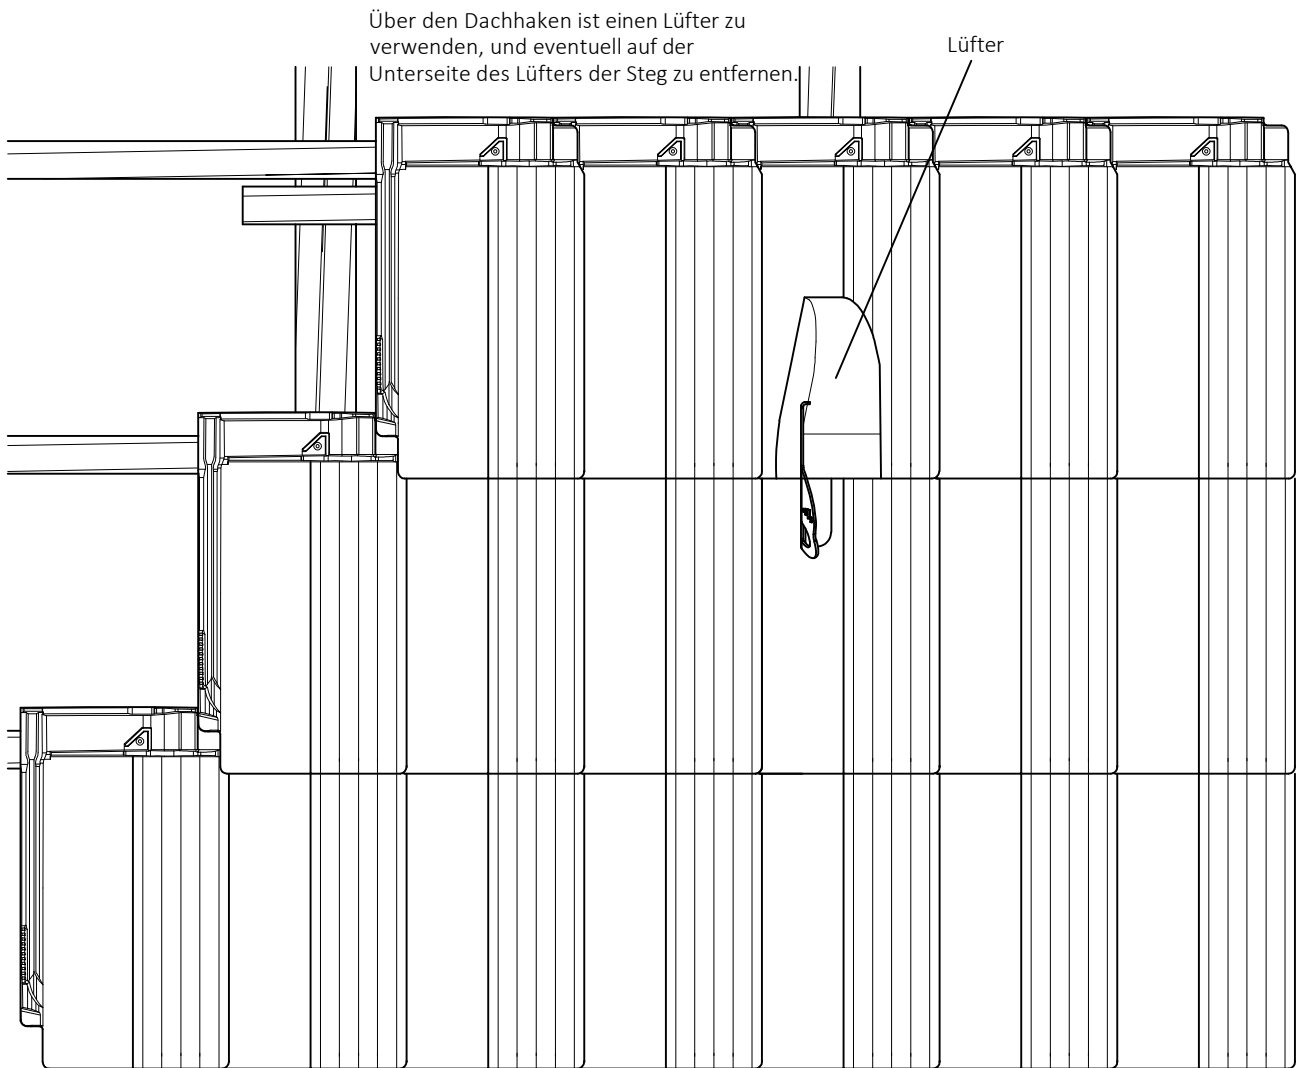 Über den Dachhaken ist einen Lüfter zu
verwenden, und eventuell auf der
Unterseite des Lüfters der Steg zu entfernen.
Lüfter